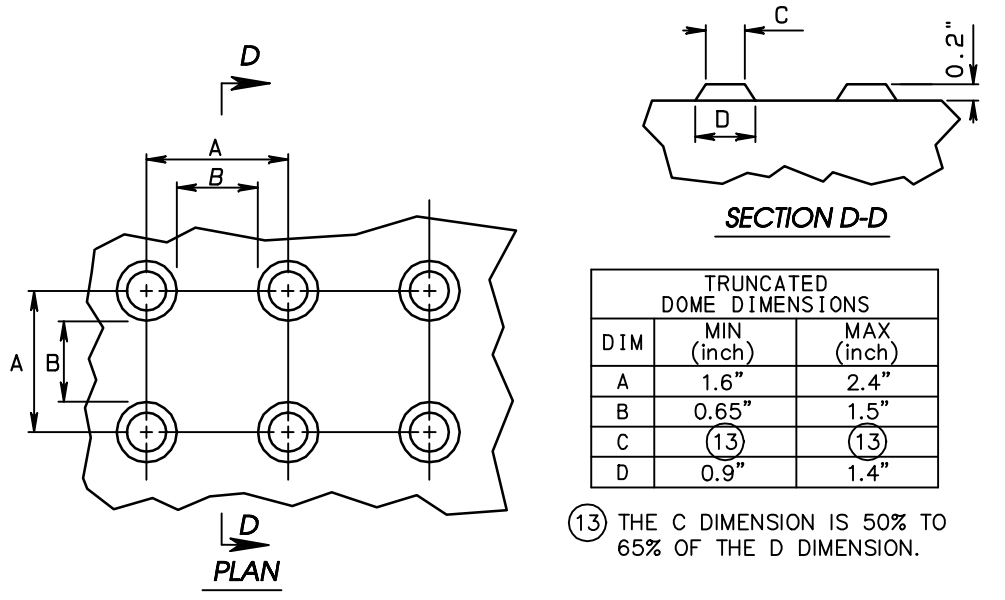 D
A
B
A
B
D
PLAN
C
0.2"
D
SECTION D-D
TRUNCATED
DOME DIMENSIONS
DIM MIN (inch) MAX (inch)
A 1.6" 2.4"
B 0.65" 1.5"
C 13 13
D 0.9" 1.4"
13 THE C DIMENSION IS 50% TO
65% OF THE D DIMENSION.